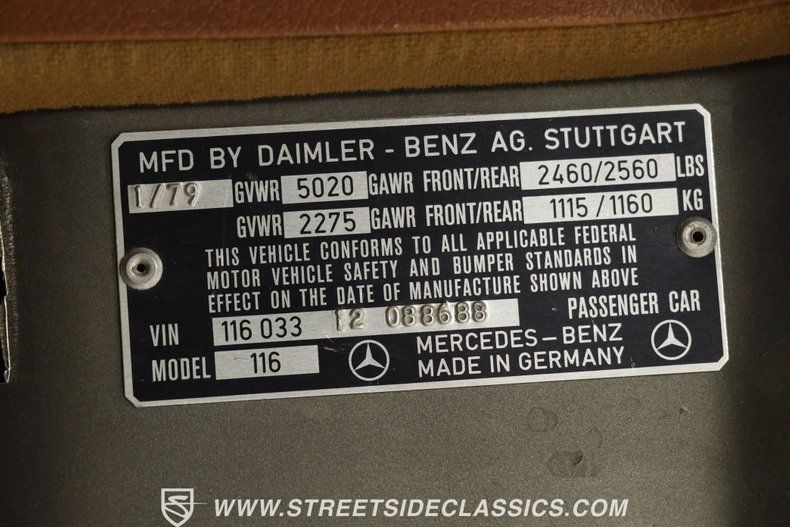 MFD BY DAIMLER - BENZ AG. STUTTGART
1/79 GVWR 5020 GAWR FRONT/REAR 2460/2560 LBS
GVWR 2275 GAWR FRONT/REAR 1115/1160 KG
THIS VEHICLE CONFORMS TO ALL APPLICABLE FEDERAL
MOTOR VEHICLE SAFETY AND BUMPER STANDARDS IN
EFFECT ON THE DATE OF MANUFACTURE SHOWN ABOVE
PASSENGER CAR
VIN 116 033 12 088688
MODEL 116
MERCEDES-BENZ
MADE IN GERMANY
WWW.STREETSIDECLASSICS.COM